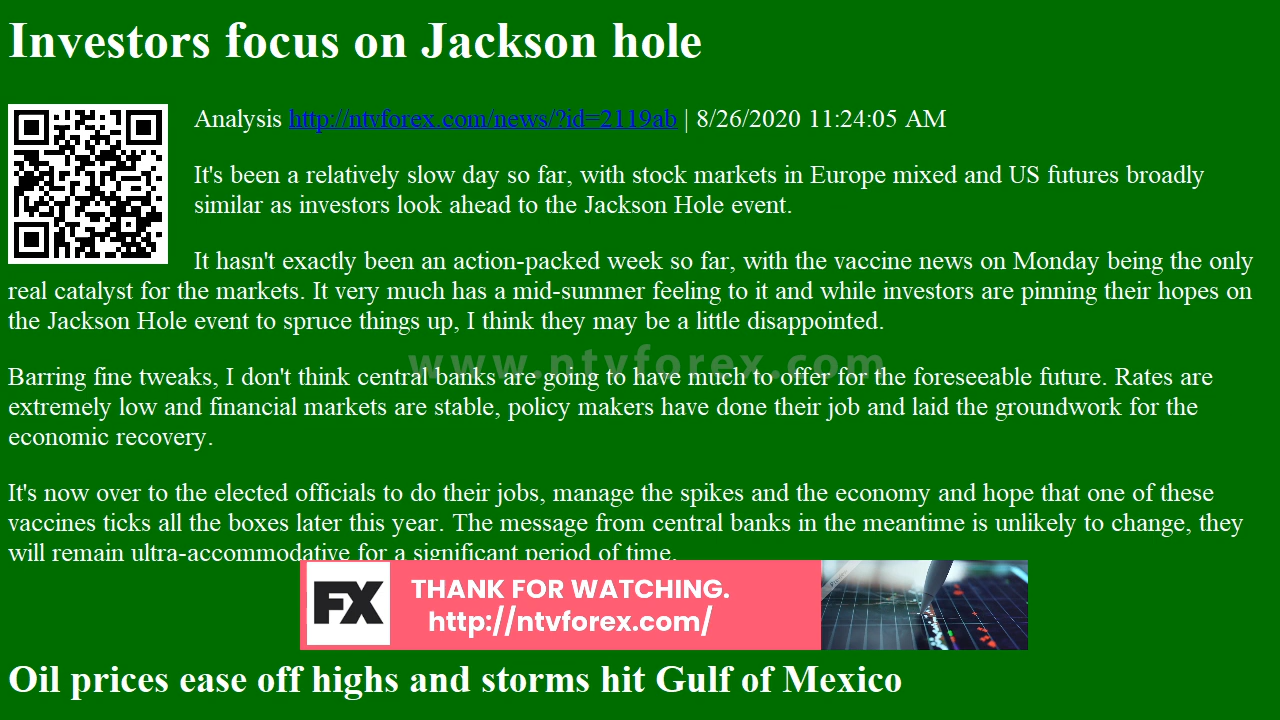 Investors focus on Jackson hole
Analysis http://ntvforex.com/news/?id=2119ab | 8/26/2020 11:24:05 AM
It's been a relatively slow day so far, with stock markets in Europe mixed and US futures broadly
similar as investors look ahead to the Jackson Hole event.
It hasn't exactly been an action-packed week so far, with the vaccine news on Monday being the only
real catalyst for the markets. It very much has a mid-summer feeling to it and while investors are pinning their hopes on
the Jackson Hole event to spruce things up, I think they may be a little disappointed.
www.ntvforex.com
Barring fine tweaks, I don't think central banks are going to have much to offer for the foreseeable future. Rates are
extremely low and financial markets are stable, policy makers have done their job and laid the groundwork for the
economic recovery.
It's now over to the elected officials to do their jobs, manage the spikes and the economy and hope that one of these
vaccines ticks all the boxes later this year. The message from central banks in the meantime is unlikely to change, they
will remain ultra-accommodative for a significant period of time.
FX
THANK FOR WATCHING.
http://ntvforex.com/
Oil prices ease off highs and storms hit Gulf of Mexico